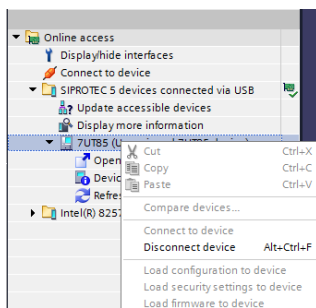 Online access
Display/hide interfaces
Connect to device
SIPROTEC 5 devices connected via USB
Update accessible devices
Display more information
7UT85
Cut Ctrl+X
Open
Copy Ctrl+C
Devic
Paste Ctrl+V
Refres
Intel(R) 8257
Compare devices...
Connect to device
Disconnect device Alt+Ctrl+F
Load configuration to device
Load security settings to device
Load firmware to device